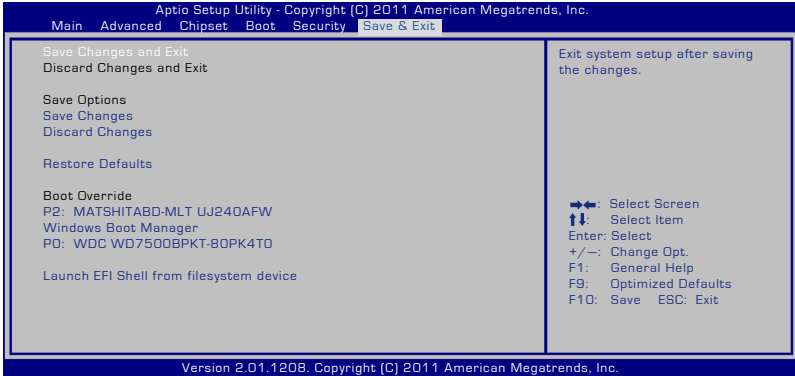 Aptio Setup Utility - Copyright (C) 2011 American Megatrends, Inc.
Main Advanced Chipset Boot Security Save & Exit
Save Changes and Exit
Discard Changes and Exit
Save Options
Save Changes
Discard Changes
Restore Defaults
Boot Override
P2: MATSHITABD-MLT UJ240AFW
Windows Boot Manager
P0: WDC WD7500BPKT-80PK4T0
Launch EFI Shell from filesystem device
Exit system setup after saving
the changes.
→←: Select Screen
↑↓: Select Item
Enter: Select
+/—: Change Opt.
F1: General Help
F9: Optimized Defaults
F10: Save ESC: Exit
Version 2.01.1208. Copyright (C) 2011 American Megatrends, Inc.